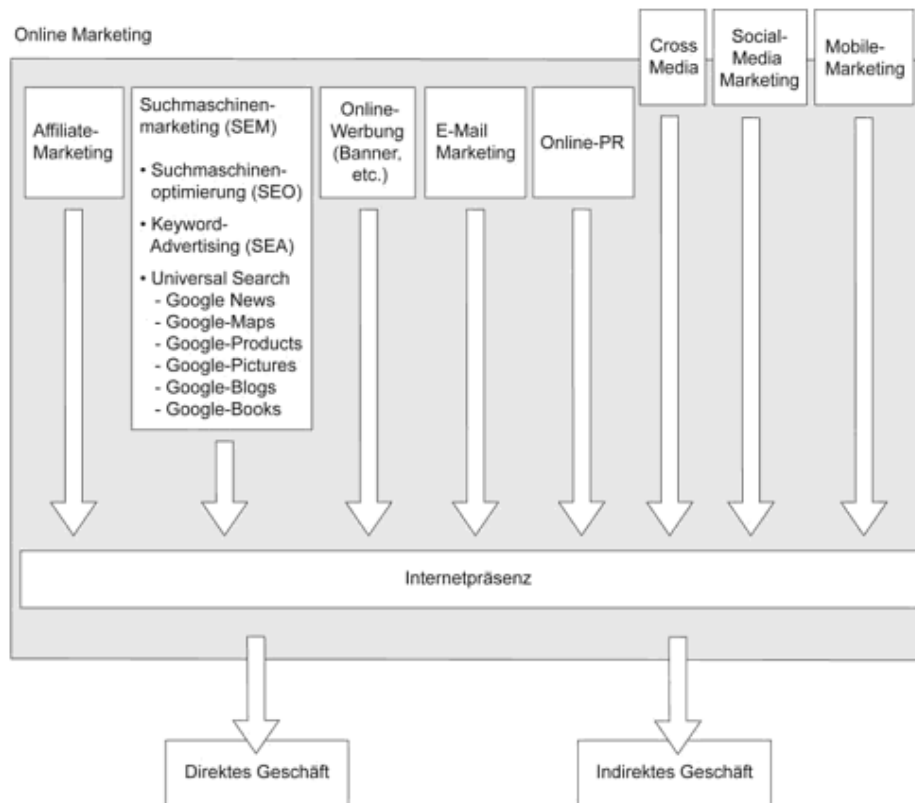 Online Marketing
Cross
Media
Social-
Media
Marketing
Mobile-
Marketing
Affiliate-
Marketing
Suchmaschinen-
marketing (SEM)
• Suchmaschinen-
optimierung (SEO)
• Keyword-
Advertising (SEA)
• Universal Search
- Google News
- Google-Maps
- Google-Products
- Google-Pictures
- Google-Blogs
- Google-Books
Online-
Werbung
(Banner,
etc.)
E-Mail
Marketing
Online-PR
Internetpräsenz
Direktes Geschäft
Indirektes Geschäft